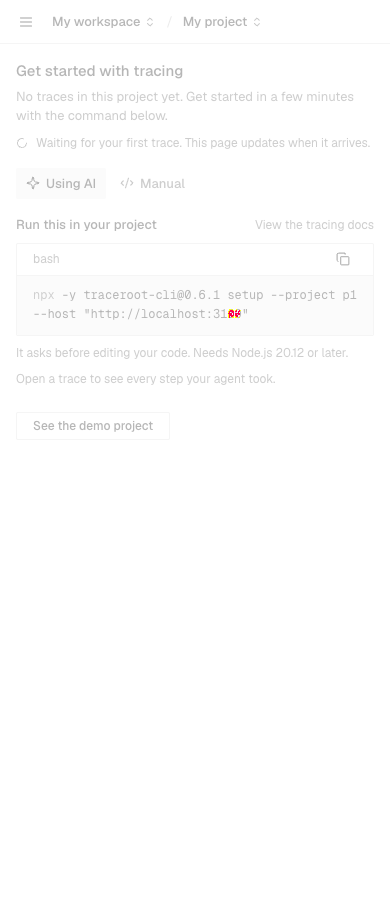 My workspace / My project
Get started with tracing
No traces in this project yet. Get started in a few minutes
with the command below.
Waiting for your first trace. This page updates when it arrives.
Using AI
Manual
Run this in your project
View the tracing docs
bash
npx -y traceroot-cli@0.6.1 setup --project p1
--host
It asks before editing your code. Needs Node.js 20.12 or later.
Open a trace to see every step your agent took.
See the demo project